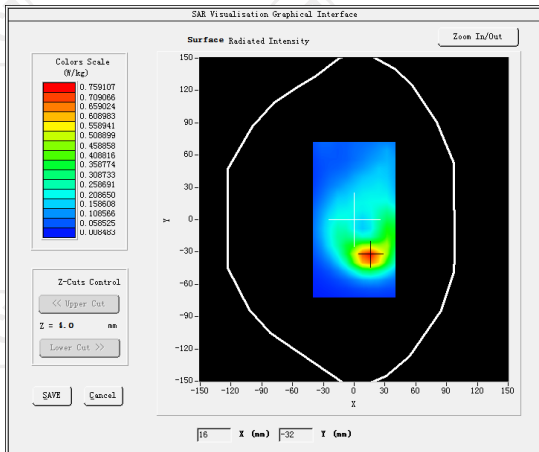 SAR Visualisation Graphical Interface
Surface Radiated Intensity
Zoom In/Out
Colors Scale
(W/kg)
0.759107
0.709066
0.659024
0.608983
0.558941
0.508899
0.458858
0.408816
0.358774
0.308733
0.258691
0.208650
0.158608
0.108566
0.058525
0.008483
150
120
90
60
30
0
-30
-60
-90
-120
-150
Y
-150 -120 -90 -60 -30 0 30 60 90 120 150
X
Z-Cuts Control
<< Upper Cut
Z = 4.0 mm
Lower Cut >>
SAVE Cancel
16 X (mm) -32 Y (mm)